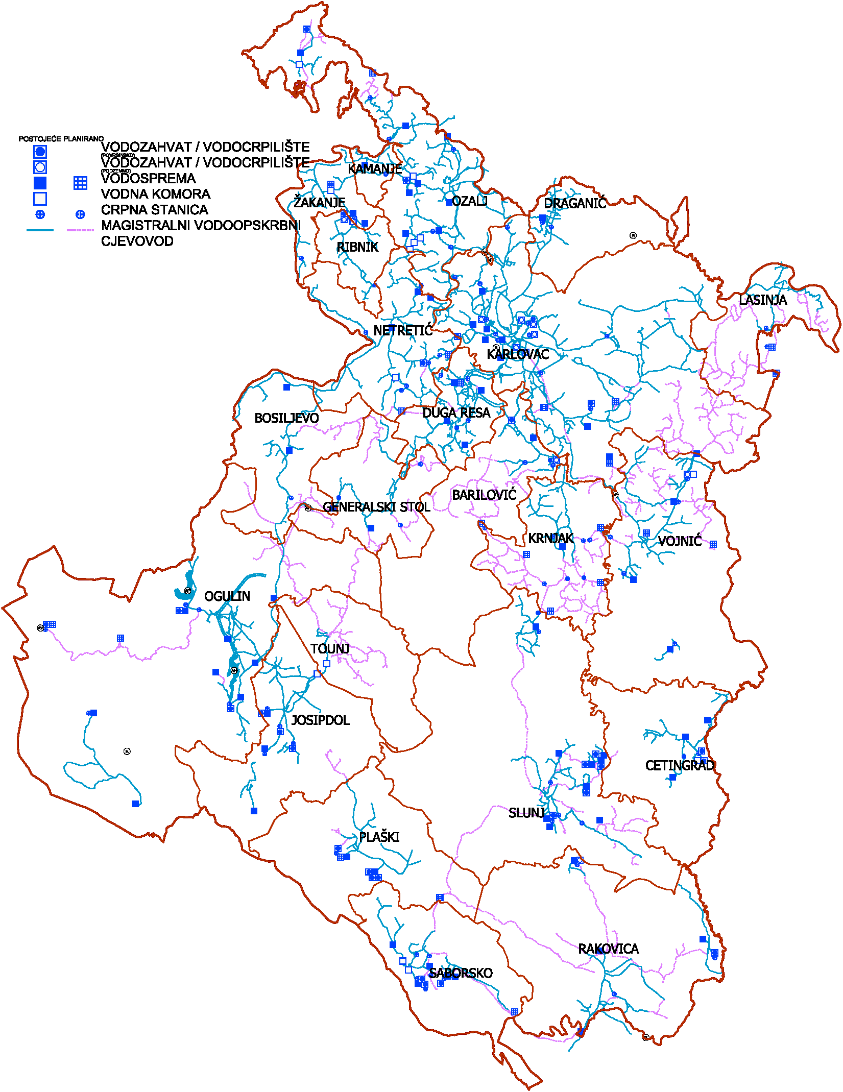 POSTOJEĆE PLANIRANO
VODOZAHVAT / VODOCRPILIŠTE
VODOZAHVAT / VODOCRPILIŠTE
VODOSPREMA
VODNA KOMORA
CRPNA STANICA
MAGISTRALNI VODOOPSKRBNI
CJEVOVOD
KAMANJE
ŽAKANJE
OZALJ
DRAGANIĆ
RIBNIK
LASINJA
NETRETIĆ
KARLOVAC
BOSILJEVO
DUGA RESA
GENERALSKI STOL
BARILOVIĆ
KRNJAK
VOJNIĆ
OGULIN
TOUNJ
JOSIPDOL
CETINGRAD
SLUNJ
PLAŠKI
RAKOVICA
SABORSKO